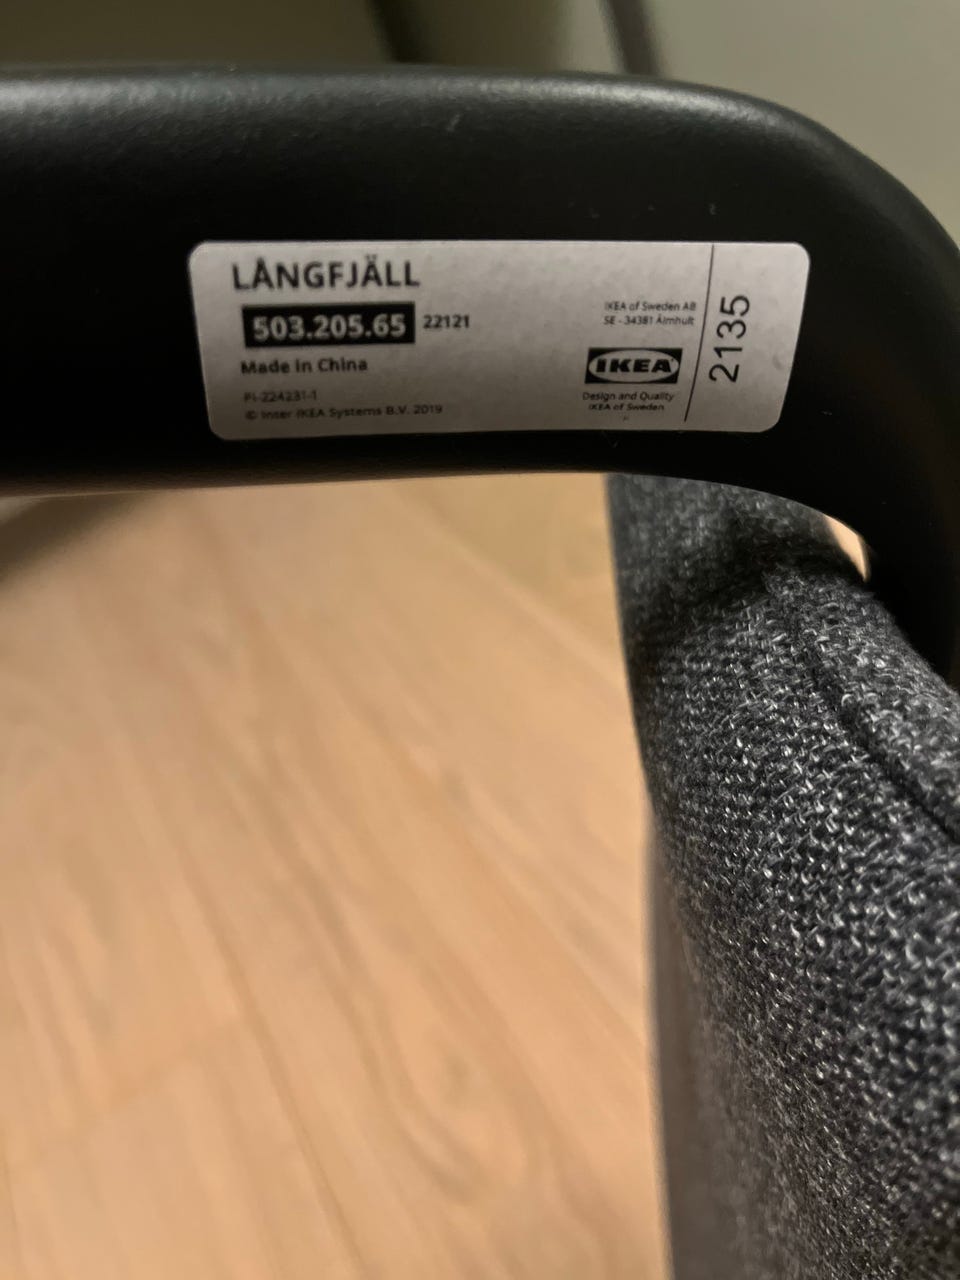 LÅNGFJÄLL
503.205.65 22121
Made in China
PI-224231-1
© Inter IKEA Systems B.V. 2019
IKEA of Sweden AB
SE - 34381 Älmhult
IKEA
Design and Quality
IKEA of Sweden
2135